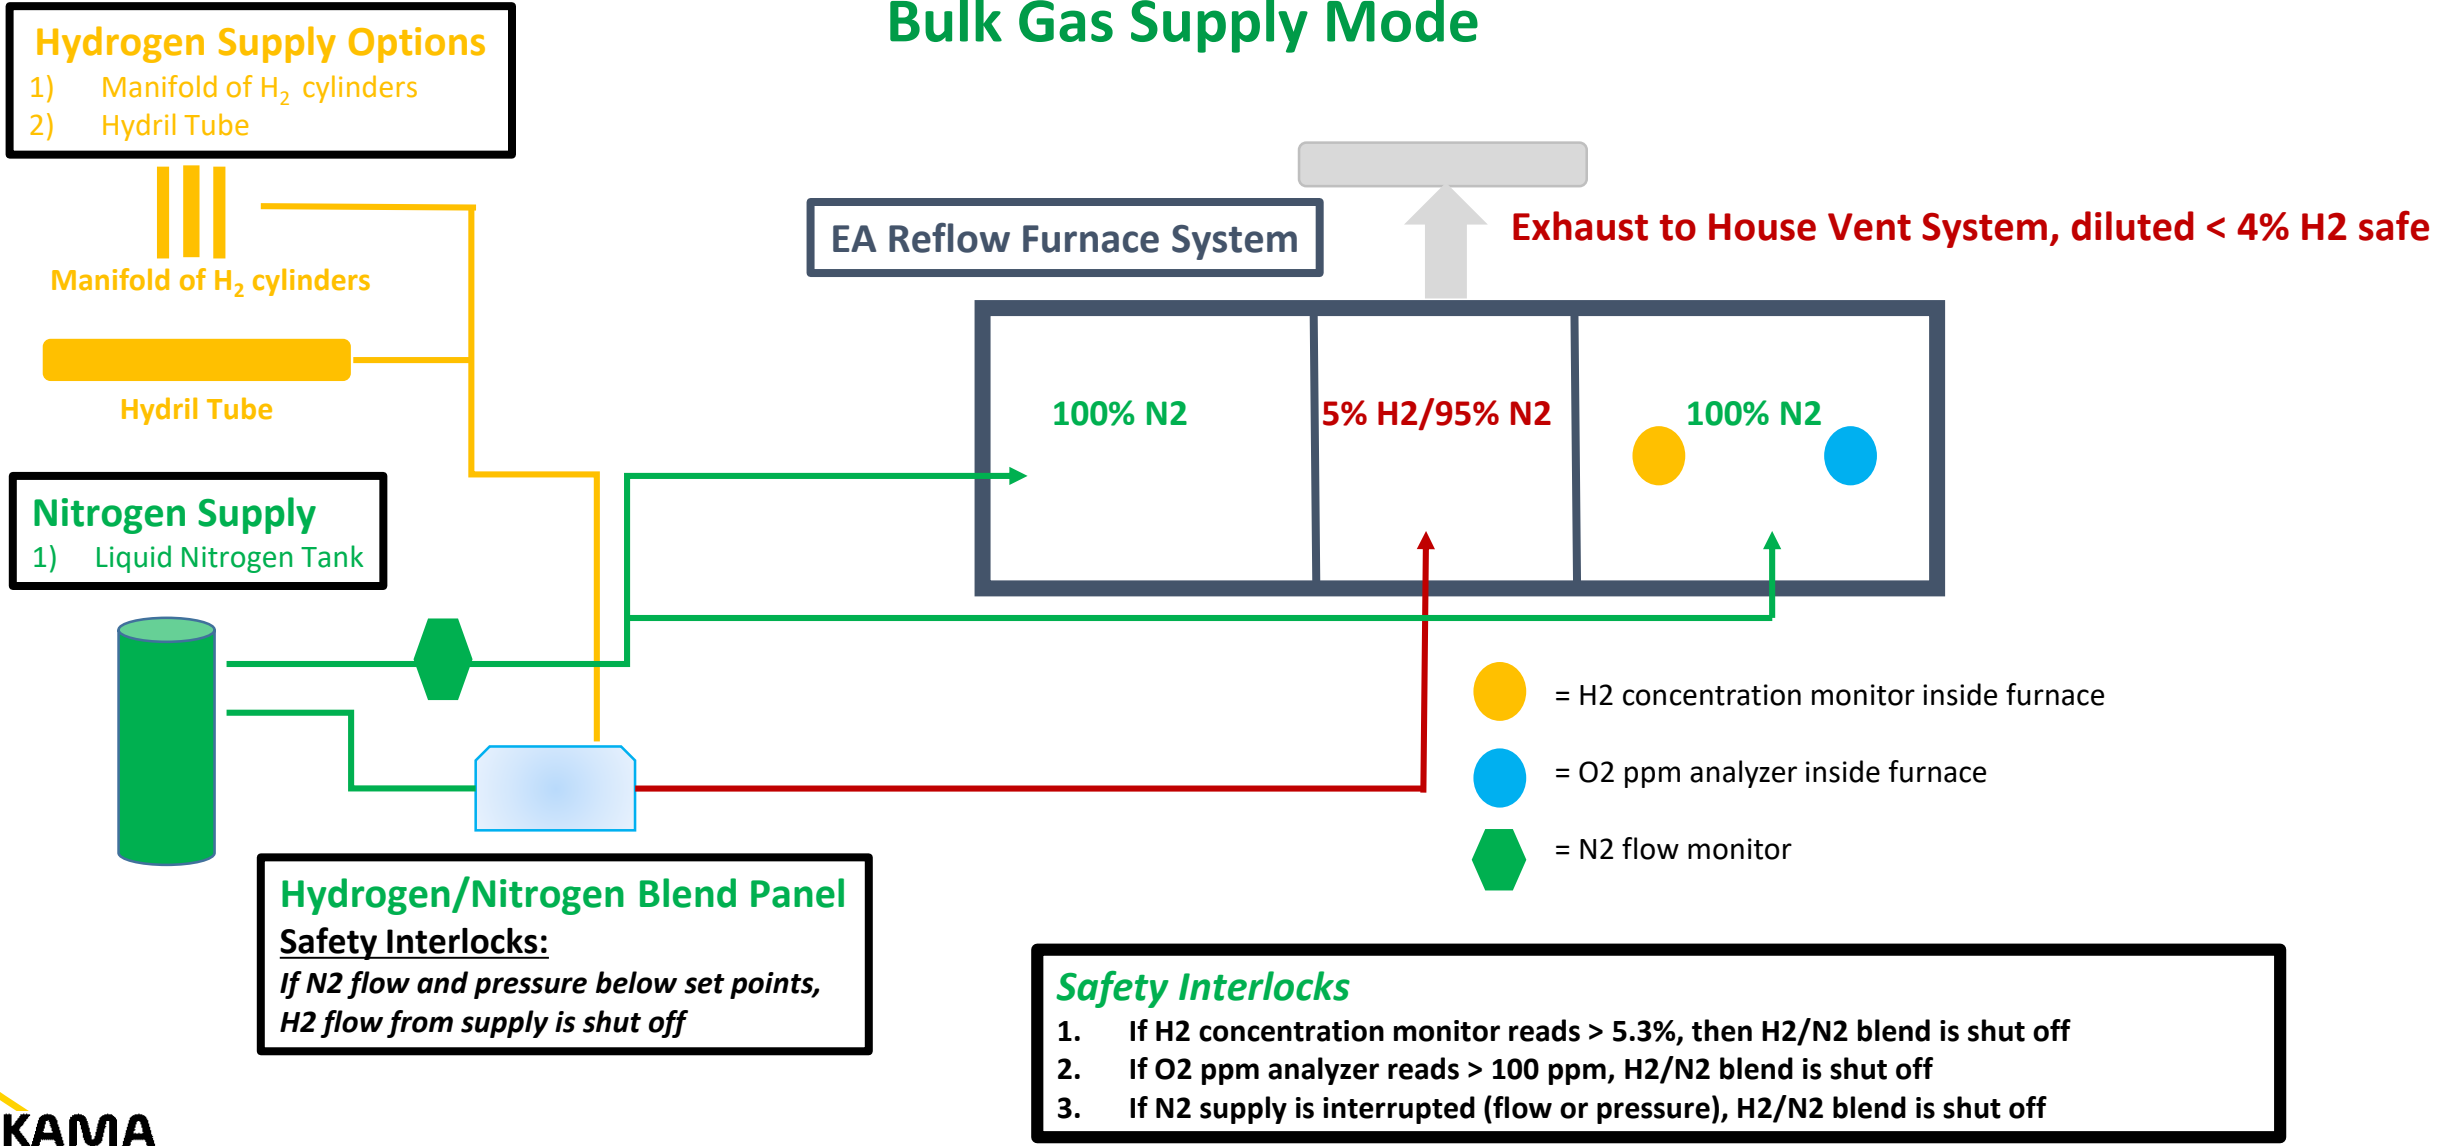 Bulk Gas Supply Mode
Hydrogen Supply Options
1) Manifold of H2 cylinders
2) Hydril Tube
Manifold of H2 cylinders
Hydril Tube
EA Reflow Furnace System
Exhaust to House Vent System, diluted < 4% H2 safe
100% N2
5% H2/95% N2
100% N2
Nitrogen Supply
1) Liquid Nitrogen Tank
= H2 concentration monitor inside furnace
= O2 ppm analyzer inside furnace
= N2 flow monitor
Hydrogen/Nitrogen Blend Panel
Safety Interlocks:
If N2 flow and pressure below set points,
H2 flow from supply is shut off
Safety Interlocks
1. If H2 concentration monitor reads > 5.3%, then H2/N2 blend is shut off
2. If O2 ppm analyzer reads > 100 ppm, H2/N2 blend is shut off
3. If N2 supply is interrupted (flow or pressure), H2/N2 blend is shut off
KAMA